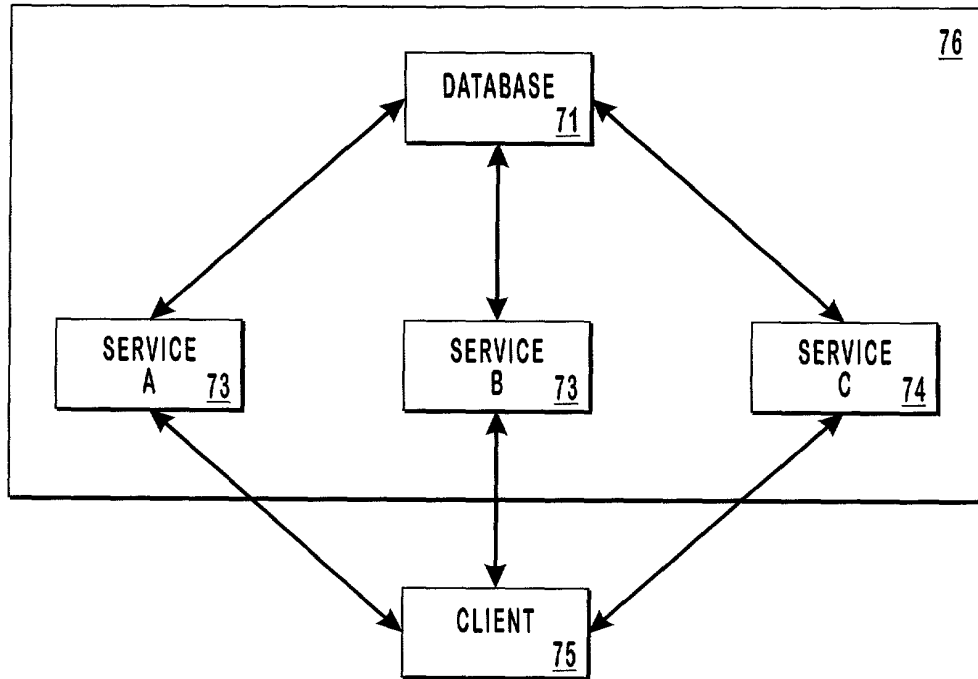 76
DATABASE
71
SERVICE
A
73
SERVICE
B
73
SERVICE
C
74
CLIENT
75